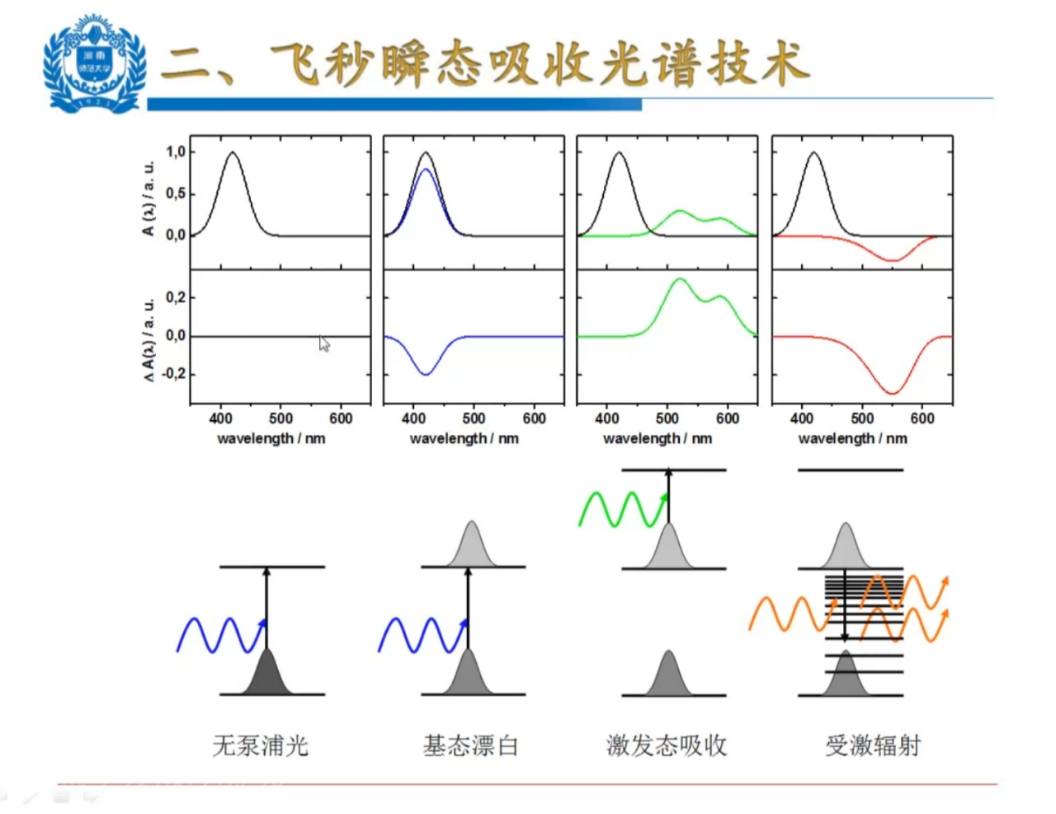 河南
师范大学
1923
二、飞秒瞬态吸收光谱技术
A (λ) / a. u.
1,0
0,5
0,0
Δ A(λ) / a. u.
0,2
0,0
-0,2
400 500 600
400 500 600
400 500 600
400 500 600
wavelength / nm
wavelength / nm
wavelength / nm
wavelength / nm
无泵浦光
基态漂白
激发态吸收
受激辐射